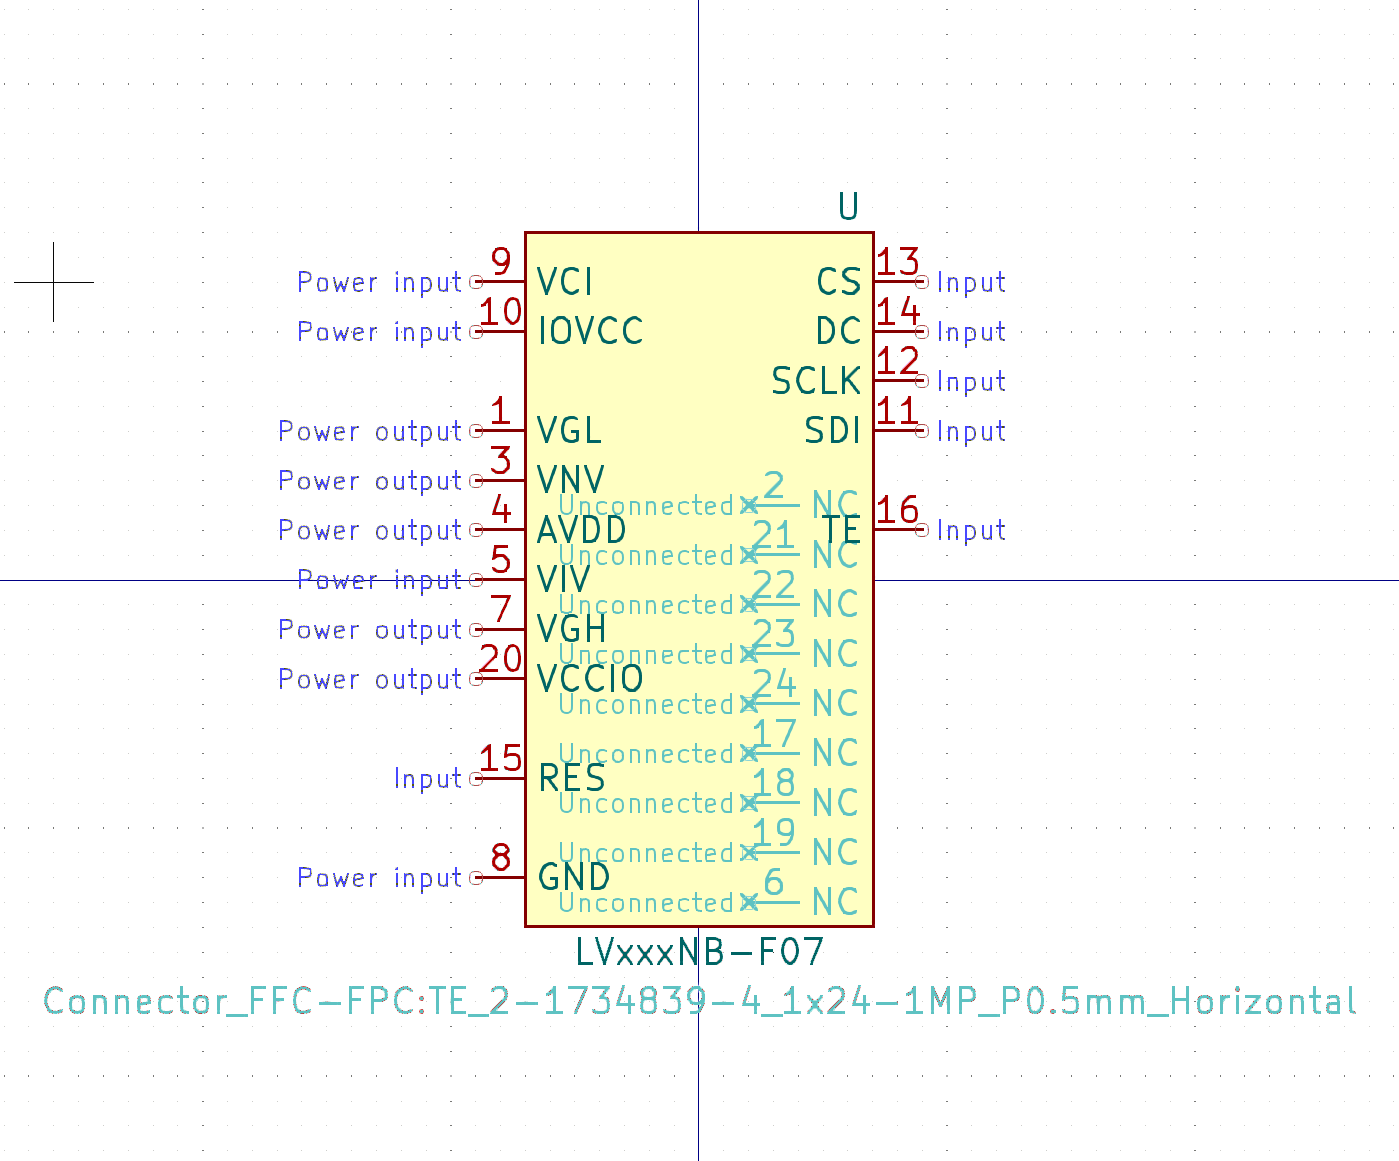 U
Power input 9 VCI CS 13 Input
Power input 10 IOVCC DC 14 Input
SCLK 12 Input
Power output 1 VGL SDI 11 Input
Power output 3 VNV
Unconnected 2 NC
Power output 4 AVDD TE 16 Input
Unconnected 21 NC
Power input 5 VIV
Unconnected 22 NC
Power output 7 VGH
Unconnected 23 NC
Power output 20 VCCIO
Unconnected 24 NC
Unconnected 17 NC
Input 15 RES
Unconnected 18 NC
Unconnected 19 NC
Power input 8 GND
Unconnected 6 NC
LVxxxNB-F07
Connector_FFC-FPC:TE_2-1734839-4_1x24-1MP_P0.5mm_Horizontal